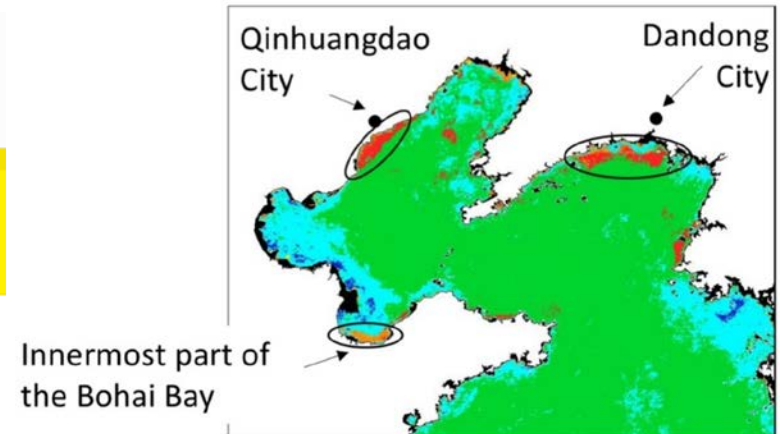 Qinhuangdao
City
Dandong
City
Innermost part of
the Bohai Bay